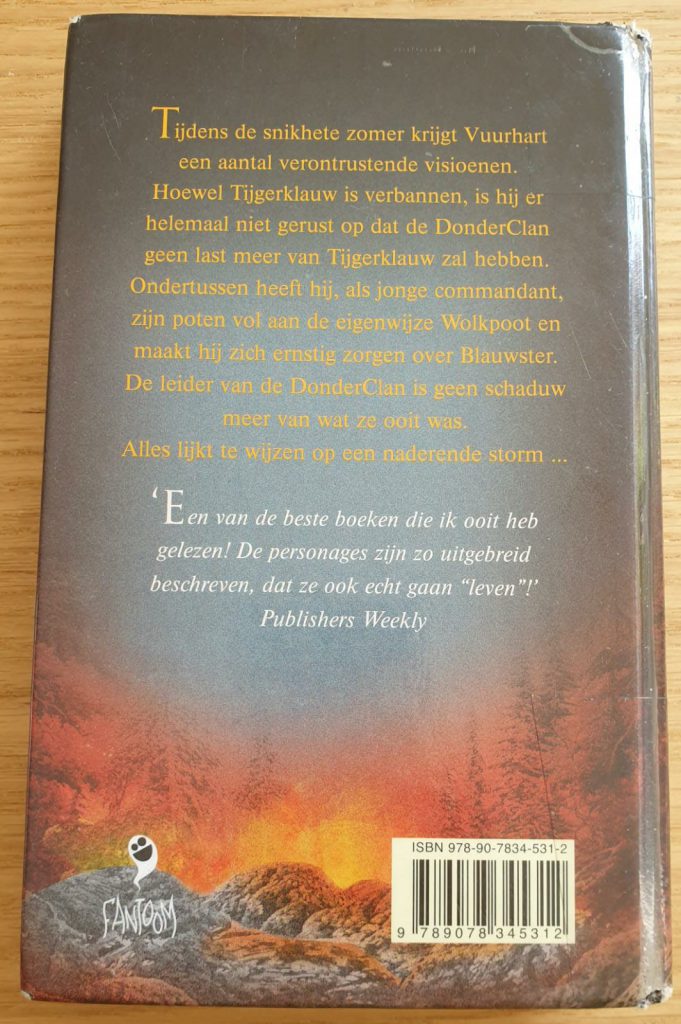 Tijdens de snikhete zomer krijgt Vuurhart
een aantal verontrustende visioenen.
Hoewel Tijgerklauw is verbannen, is hij er
helemaal niet gerust op dat de DonderClan
geen last meer van Tijgerklauw zal hebben.
Ondertussen heeft hij, als jonge commandant,
zijn poten vol aan de eigenwijze Wolkpoot en
maakt hij zich ernstig zorgen over Blauwster.
De leider van de DonderClan is geen schaduw
meer van wat ze ooit was.
Alles lijkt te wijzen op een naderende storm ...
‘Een van de beste boeken die ik ooit heb
gelezen! De personages zijn zo uitgebreid
beschreven, dat ze ook echt gaan “leven”!’
Publishers Weekly
FANTOOM
ISBN 978-90-7834-531-2
9 789078 345312